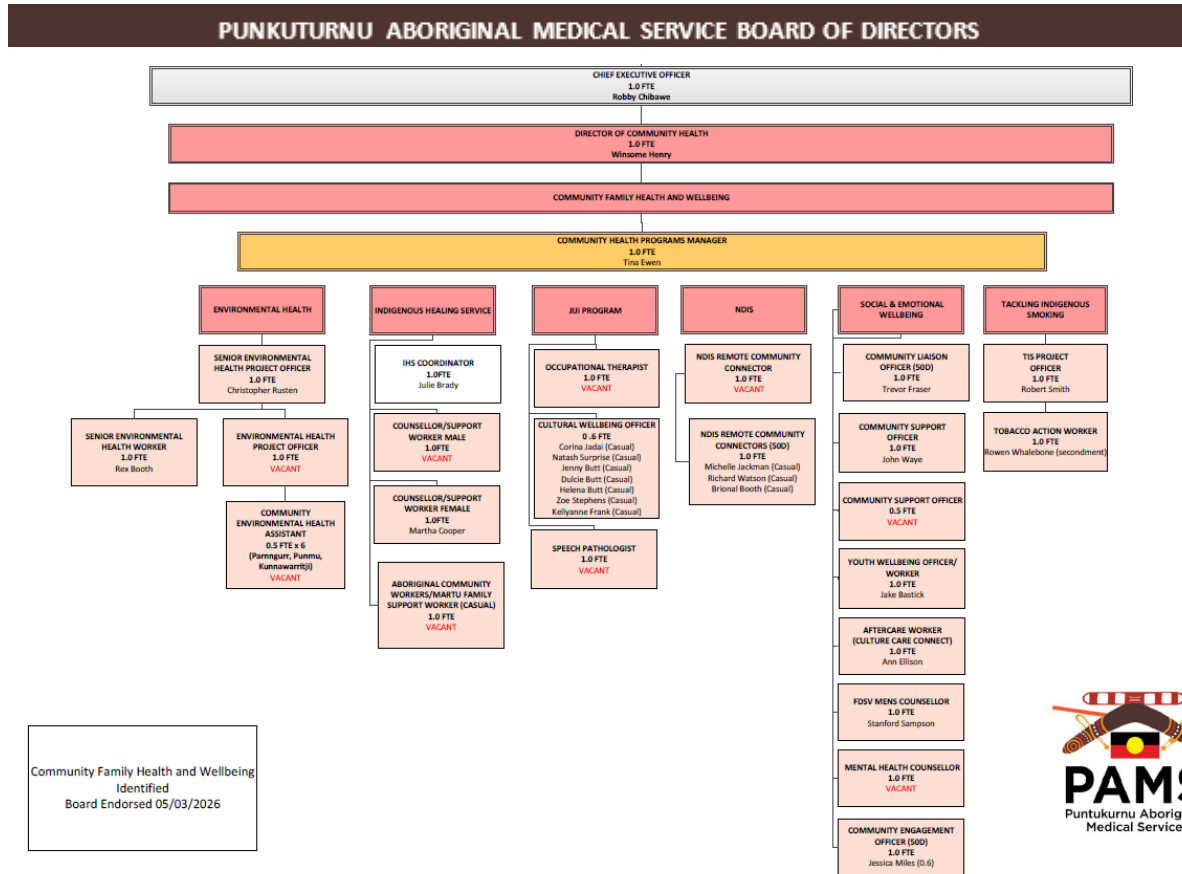 PUNKUTURNU ABORIGINAL MEDICAL SERVICE BOARD OF DIRECTORS
CHIEF EXECUTIVE OFFICER
1.0 FTE
Robby Chibawe
DIRECTOR OF COMMUNITY HEALTH
1.0 FTE
Winsome Henry
COMMUNITY FAMILY HEALTH AND WELLBEING
COMMUNITY HEALTH PROGRAMS MANAGER
1.0 FTE
Tina Ewen
ENVIRONMENTAL HEALTH
SENIOR ENVIRONMENTAL
HEALTH PROJECT OFFICER
1.0 FTE
Christopher Rusten
SENIOR ENVIRONMENTAL
HEALTH WORKER
1.0 FTE
Rex Booth
ENVIRONMENTAL HEALTH
PROJECT OFFICER
1.0 FTE
VACANT
COMMUNITY
ENVIRONMENTAL HEALTH
ASSISTANT
0.5 FTE x 6
(Parnngurr, Punmu,
Kunnawarritji)
VACANT
INDIGENOUS HEALING SERVICE
IHS COORDINATOR
1.0FTE
Julie Brady
COUNSELLOR/SUPPORT
WORKER MALE
1.0FTE
VACANT
COUNSELLOR/SUPPORT
WORKER FEMALE
1.0FTE
Martha Cooper
ABORIGINAL COMMUNITY
WORKERS/MARTU FAMILY
SUPPORT WORKER (CASUAL)
1.0 FTE
VACANT
JIJI PROGRAM
OCCUPATIONAL THERAPIST
1.0 FTE
VACANT
CULTURAL WELLBEING OFFICER
0 .6 FTE
Corina Jadai (Casual)
Natash Surprise (Casual)
Jenny Butt (Casual)
Dulcie Butt (Casual)
Helena Butt (Casual)
Zoe Stephens (Casual)
Kellyanne Frank (Casual)
SPEECH PATHOLOGIST
1.0 FTE
VACANT
NDIS
NDIS REMOTE COMMUNITY
CONNECTOR
1.0 FTE
VACANT
NDIS REMOTE COMMUNITY
CONNECTORS (50D)
1.0 FTE
Michelle Jackman (Casual)
Richard Watson (Casual)
Brional Booth (Casual)
SOCIAL & EMOTIONAL
WELLBEING
COMMUNITY LIAISON
OFFICER (50D)
1.0 FTE
Trevor Fraser
COMMUNITY SUPPORT
OFFICER
1.0 FTE
John Waye
COMMUNITY SUPPORT OFFICER
0.5 FTE
VACANT
YOUTH WELLBEING OFFICER/
WORKER
1.0 FTE
Jake Bastick
AFTERCARE WORKER
(CULTURE CARE CONNECT)
1.0 FTE
Ann Ellison
FDSV MENS COUNSELLOR
1.0 FTE
Stanford Sampson
MENTAL HEALTH COUNSELLOR
1.0 FTE
VACANT
COMMUNITY ENGAGEMENT
OFFICER (50D)
1.0 FTE
Jessica Miles (0.6)
TACKLING INDIGENOUS
SMOKING
TIS PROJECT
OFFICER
1.0 FTE
Robert Smith
TOBACCO ACTION WORKER
1.0 FTE
Rowen Whalebone (secondment)
Community Family Health and Wellbeing
Identified
Board Endorsed 05/03/2026
PAMS
Puntukurnu Aborig
Medical Service